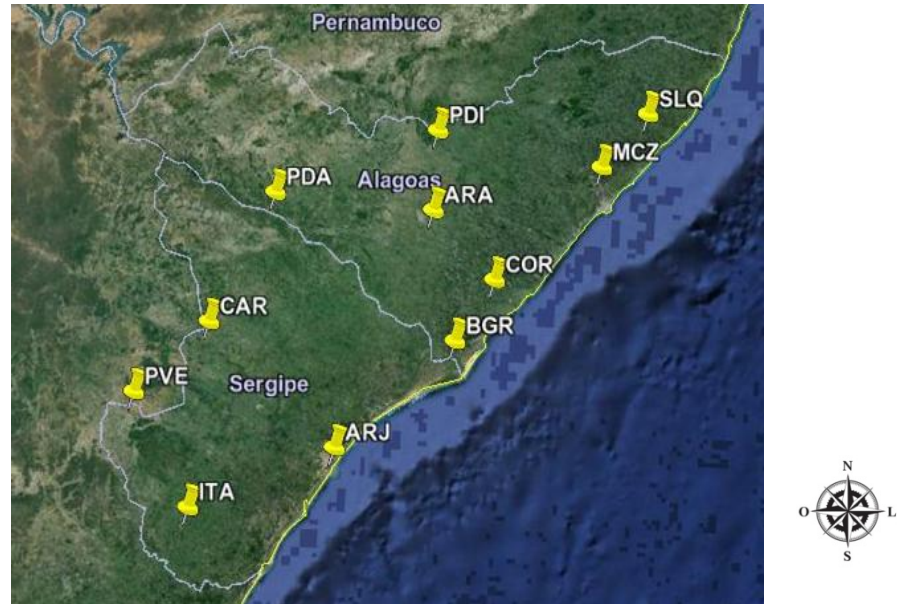 Pernambuco
SLQ
PDI
MCZ
PDA
Alagoas
ARA
COR
CAR
BGR
PVE
Sergipe
ARJ
ITA
N
O
L
S